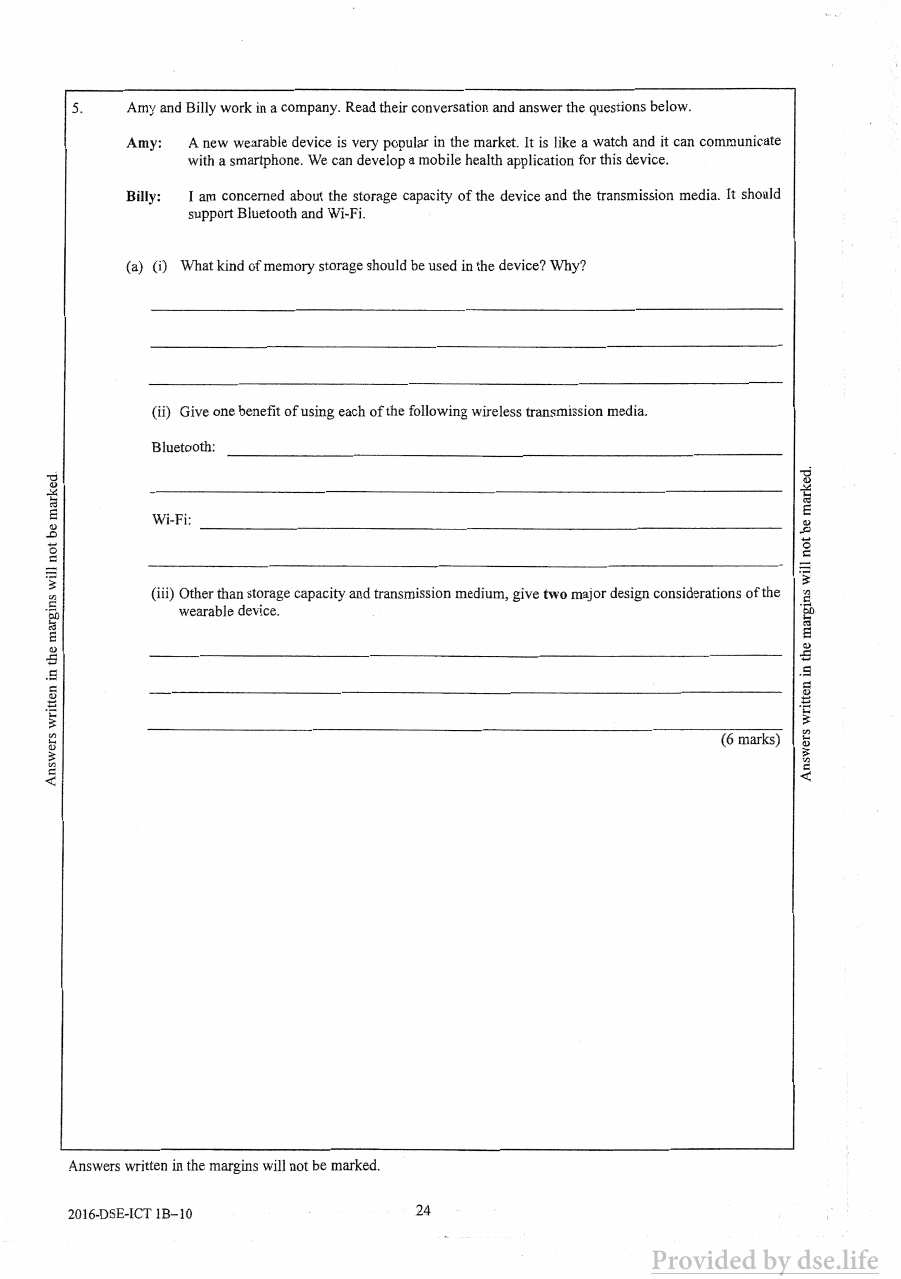 5. Amy and Billy work in a company. Read their conversation and answer the questions below.
Amy: A new wearable device is very popular in the market. It is like a watch and it can communicate
with a smartphone. We can develop a mobile health application for this device.
Billy: I am concerned about the storage capacity of the device and the transmission media. It should
support Bluetooth and Wi-Fi.
(a) (i) What kind of memory storage should be used in the device? Why?
(ii) Give one benefit of using each of the following wireless transmission media.
Bluetooth:
Wi-Fi:
(iii) Other than storage capacity and transmission medium, give two major design considerations of the
wearable device.
(6 marks)
Answers written in the margins will not be marked.
Answers written in the margins will not be marked.
Answers written in the margins will not be marked.
2016-DSE-ICT 1B–10
24
Provided by dse.life